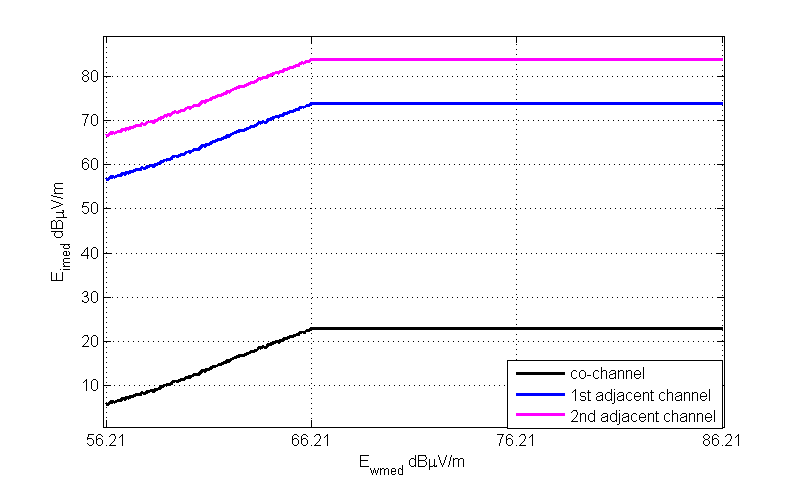 80
70
60
50
40
30
20
10
E_imed dBμV/m
56.21 66.21 76.21 86.21
E_wmed dBμV/m
co-channel
1st adjacent channel
2nd adjacent channel